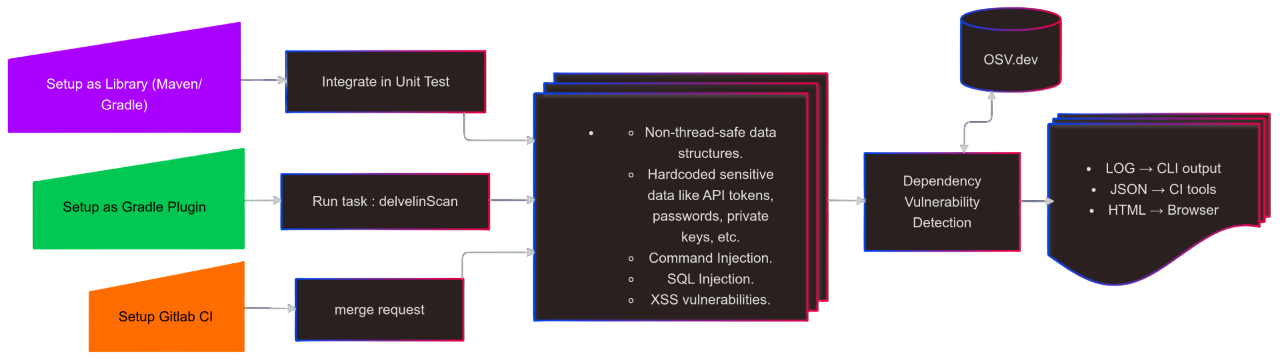 Setup as Library (Maven/
Gradle)
Integrate in Unit Test
Setup as Gradle Plugin
Run task : delvelinScan
Setup Gitlab CI
merge request
Non-thread-safe data
structures.
Hardcoded sensitive
data like API tokens,
passwords, private
keys, etc.
Command Injection.
SQL Injection.
XSS vulnerabilities.
OSV.dev
Dependency
Vulnerability
Detection
LOG → CLI output
JSON → CI tools
HTML → Browser